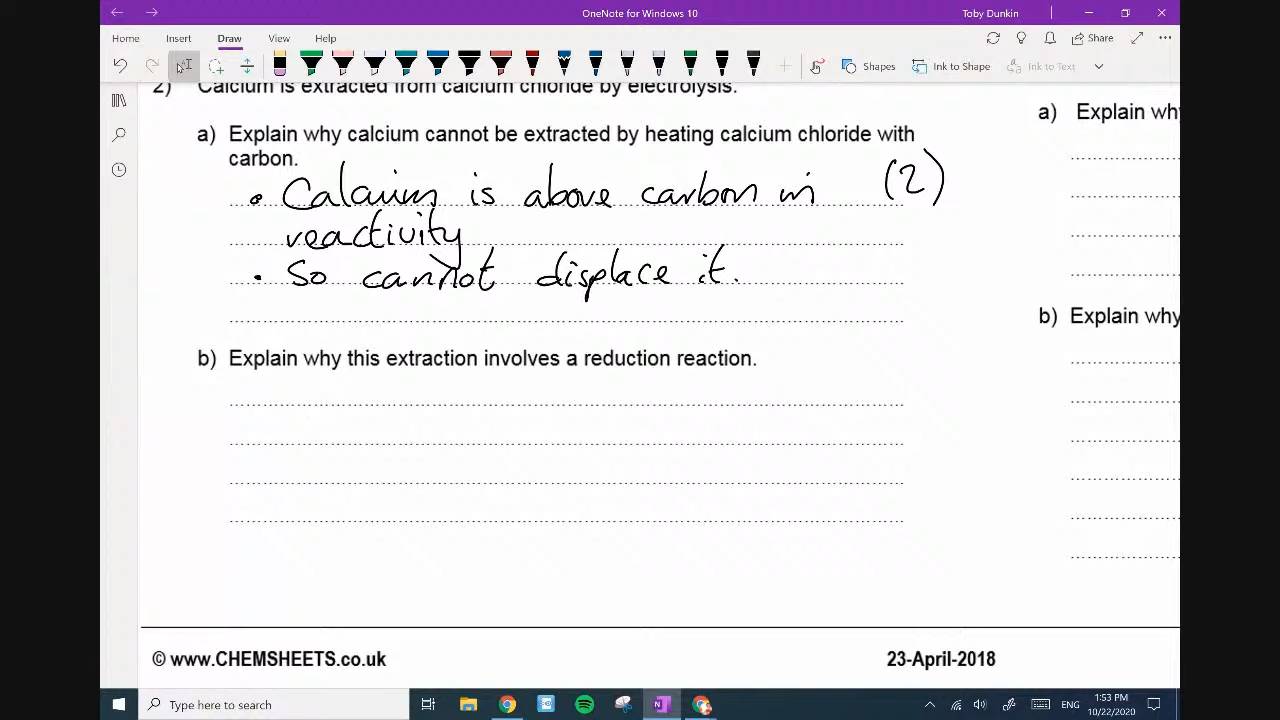 OneNote for Windows 10
Toby Dunkin
Home Insert Draw View Help
Share
Shapes Ink to Shape Ink to Text
2) Calcium is extracted from calcium chloride by electrolysis.
a) Explain why calcium cannot be extracted by heating calcium chloride with
carbon.
• Calcium is above carbon in (2)
reactivity
• So cannot displace it.
b) Explain why this extraction involves a reduction reaction.
a) Explain why
b) Explain why
© www.CHEMSHEETS.co.uk 23-April-2018
Type here to search
ENG
1:53 PM
10/22/2020